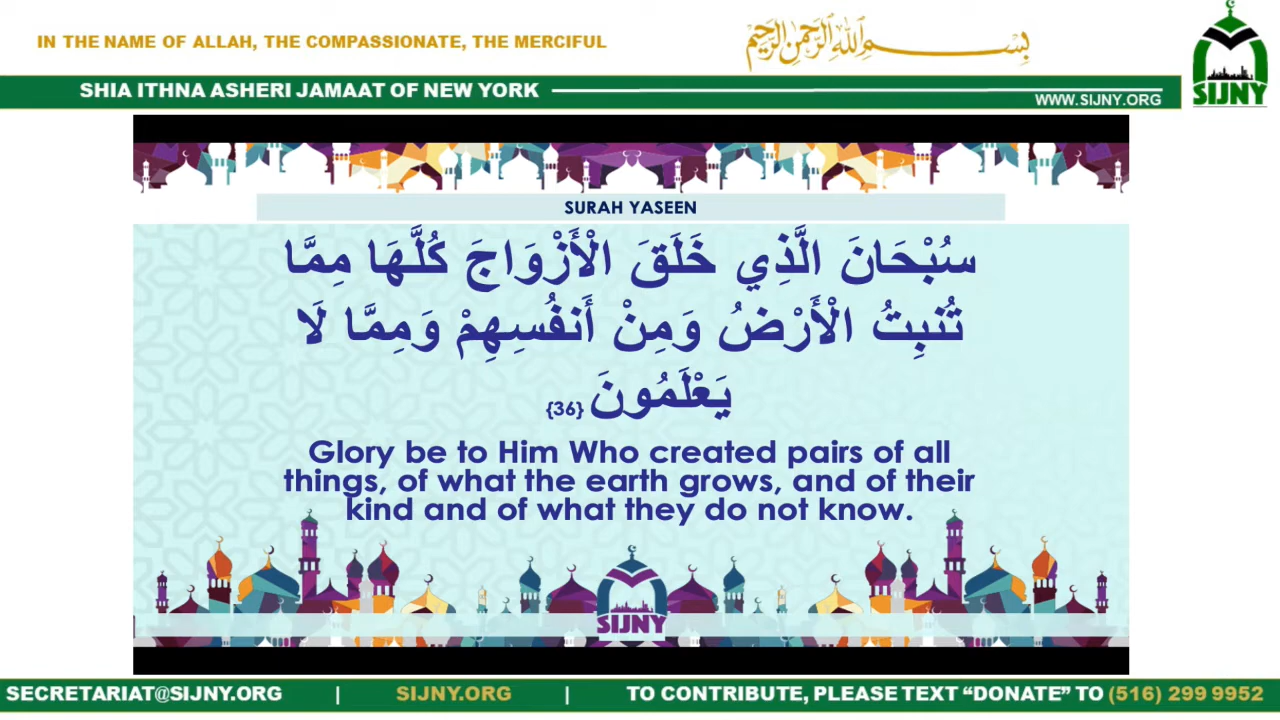 IN THE NAME OF ALLAH, THE COMPASSIONATE, THE MERCIFUL
بِسْمِ اللهِ الرَّحْمٰنِ الرَّحِيْمِ
SHIA ITHNA ASHERI JAMAAT OF NEW YORK
WWW.SIJNY.ORG
SIJNY
SURAH YASEEN
سُبْحَانَ الَّذِي خَلَقَ الْأَزْوَاجَ كُلَّهَا مِمَّا
تُنبِتُ الْأَرْضُ وَمِنْ أَنفُسِهِمْ وَمِمَّا لَا
يَعْلَمُونَ {36}
Glory be to Him Who created pairs of all
things, of what the earth grows, and of their
kind and of what they do not know.
SIJNY
SECRETARIAT@SIJNY.ORG | SIJNY.ORG | TO CONTRIBUTE, PLEASE TEXT “DONATE” TO (516) 299 9952